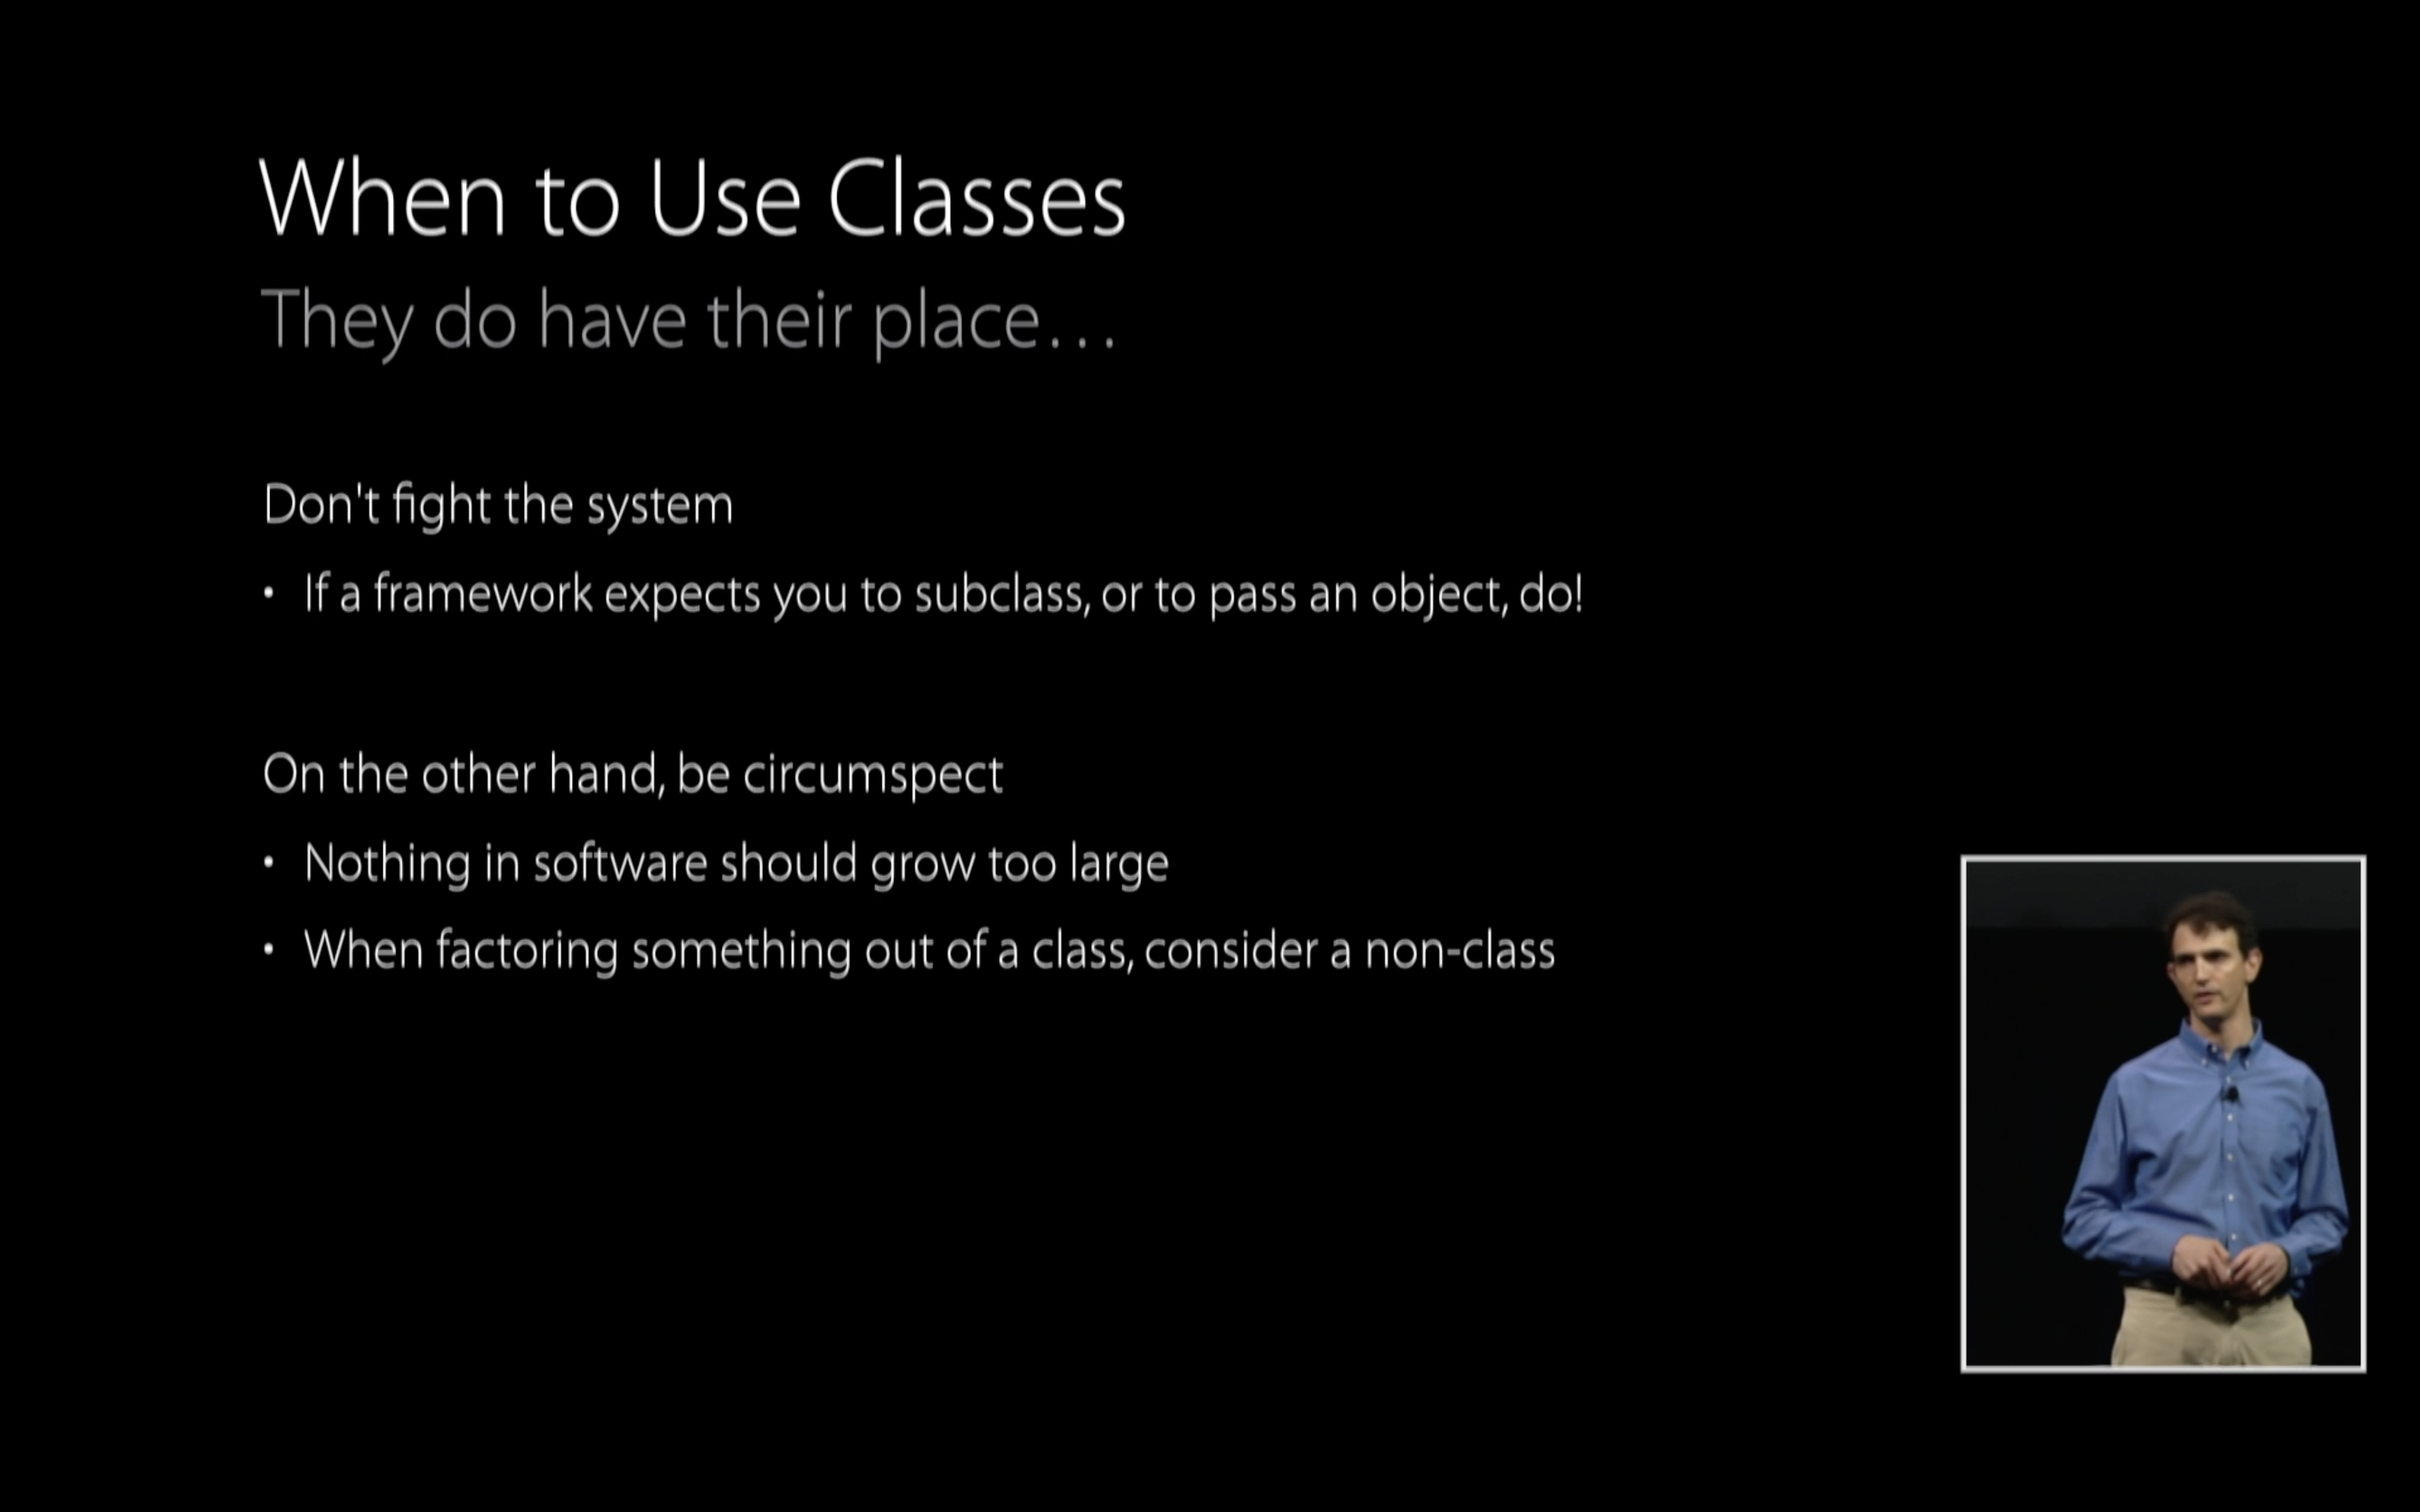 When to Use Classes
They do have their place…
Don't fight the system
• If a framework expects you to subclass, or to pass an object, do!
On the other hand, be circumspect
• Nothing in software should grow too large
• When factoring something out of a class, consider a non-class